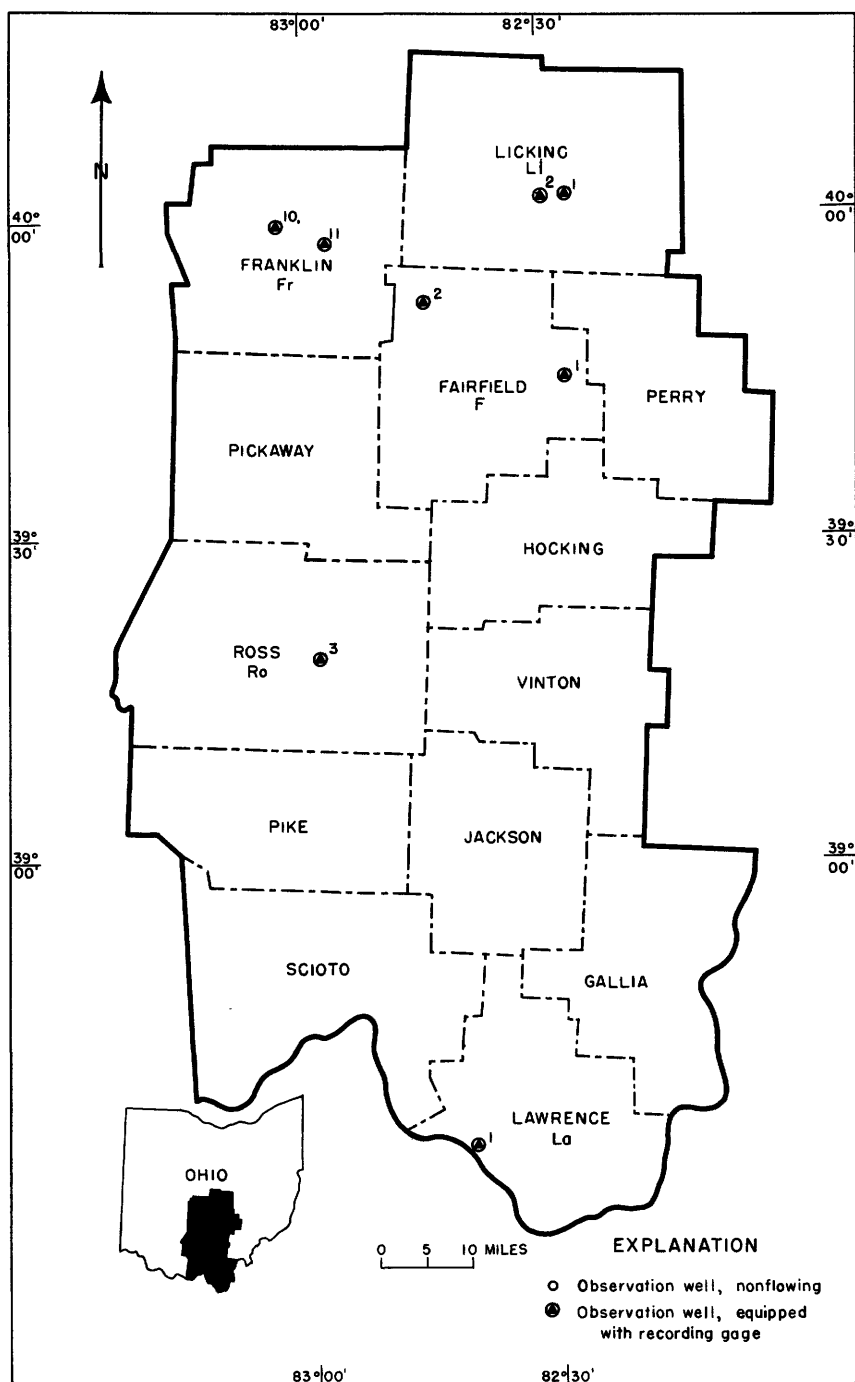 83°00'
82°30'
N
LICKING
Li
2
1
40°
00'
40°
00'
10.
11
FRANKLIN
Fr
2
1
FAIRFIELD
F
PERRY
PICKAWAY
39°
30'
39°
30'
HOCKING
ROSS
Ro
3
VINTON
PIKE
JACKSON
39°
00'
39°
00'
SCIOTO
GALLIA
LAWRENCE
La
1
OHIO
0 5 10 MILES
EXPLANATION
Observation well, nonflowing
Observation well, equipped
with recording gage
83°00'
82°30'